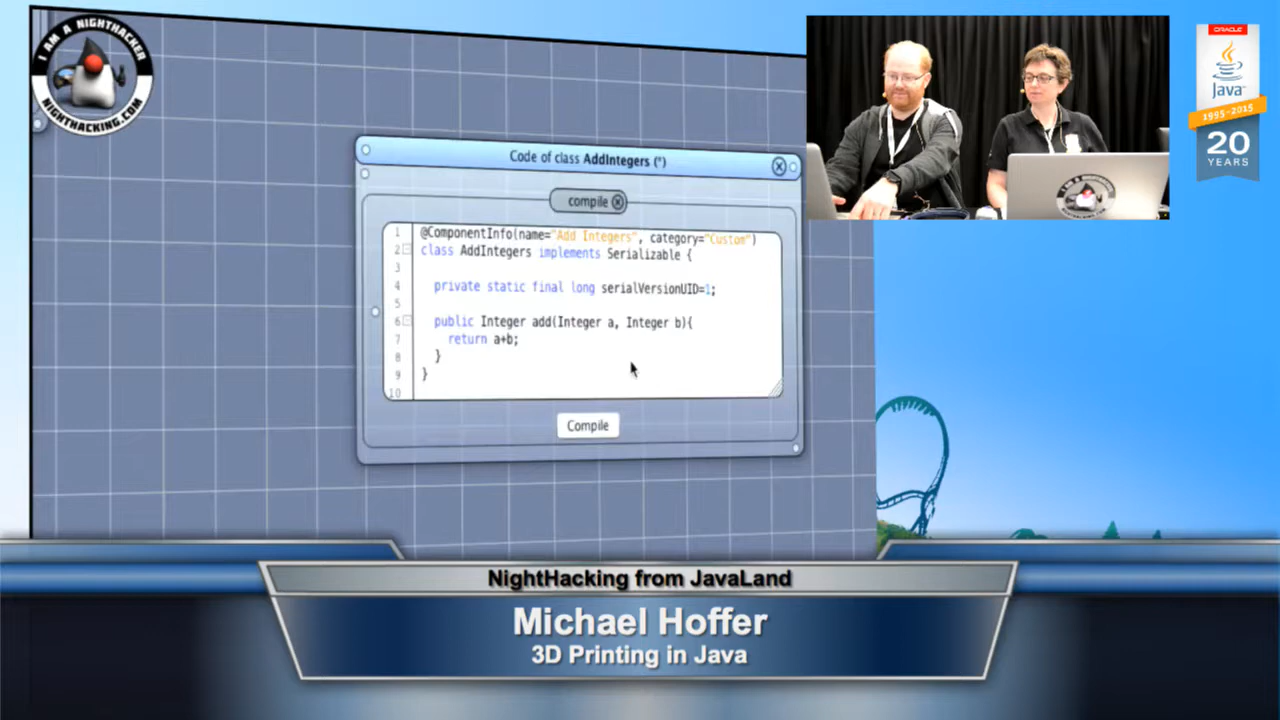 I AM A NIGHTHACKER
NIGHTHACKING.COM
ORACLE
Java
1995-2015
20
YEARS
Code of class AddIntegers (*)
compile
1 @ComponentInfo(name="Add Integers", category="Custom")
2 class AddIntegers implements Serializable {
3
4 private static final long serialVersionUID=1;
5
6 public Integer add(Integer a, Integer b){
7 return a+b;
8 }
9 }
10
Compile
NightHacking from JavaLand
Michael Hoffer
3D Printing in Java